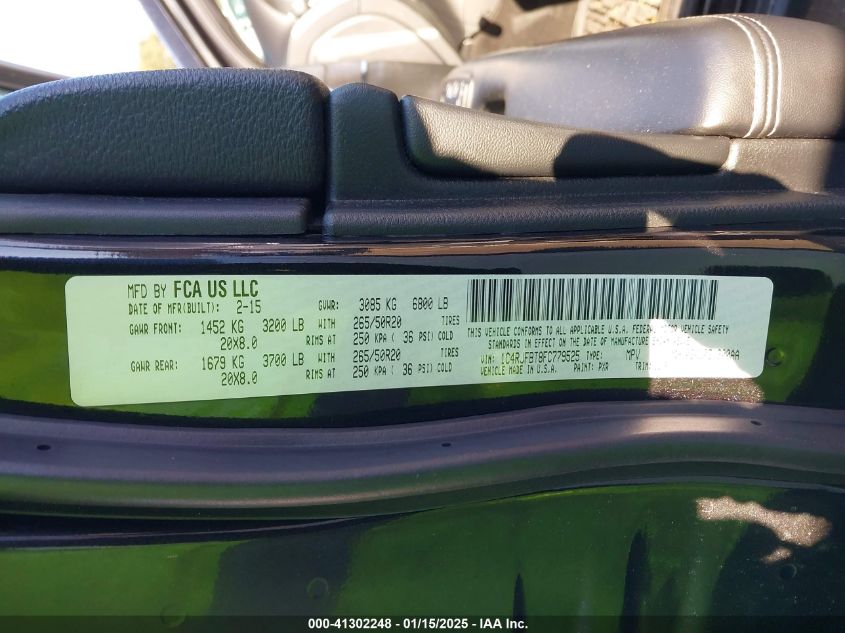 MFD BY FCA US LLC
DATE OF MFR(BUILT): 2-15 GVWR: 3085 KG 6800 LB
GAWR FRONT: 1452 KG 3200 LB WITH 265/50R20 TIRES
20X8.0 RIMS AT 250 KPA ( 36 PSI) COLD
GAWR REAR: 1679 KG 3700 LB WITH 265/50R20 TIRES
20X8.0 RIMS AT 250 KPA ( 36 PSI) COLD
THIS VEHICLE CONFORMS TO ALL APPLICABLE U.S.A. FEDERAL MOTOR VEHICLE
STANDARDS IN EFFECT ON THE DATE OF MANUFACTURE
VIN: 1C4RJFBT8FC779525 TYPE: MPV
VEHICLE MADE IN U.S.A. PAINT: PXR TRIM:
000-41302248 - 01/15/2025 - IAA Inc.